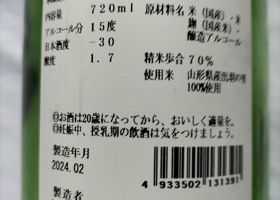 内容量 720ml 原材料名 米(国産)・米
アルコール分 15度 麹(国産)・
日本酒度 -30 醸造アルコール
酸度 1.7 精米歩合 70%
使用米 山形県産出羽の里
100%使用
◎お酒は20歳になってから、おいしく適量を。
◎妊娠中、授乳期の飲酒は気をつけましょう。
製造年月
2024.02
製造者
4 933502 131391